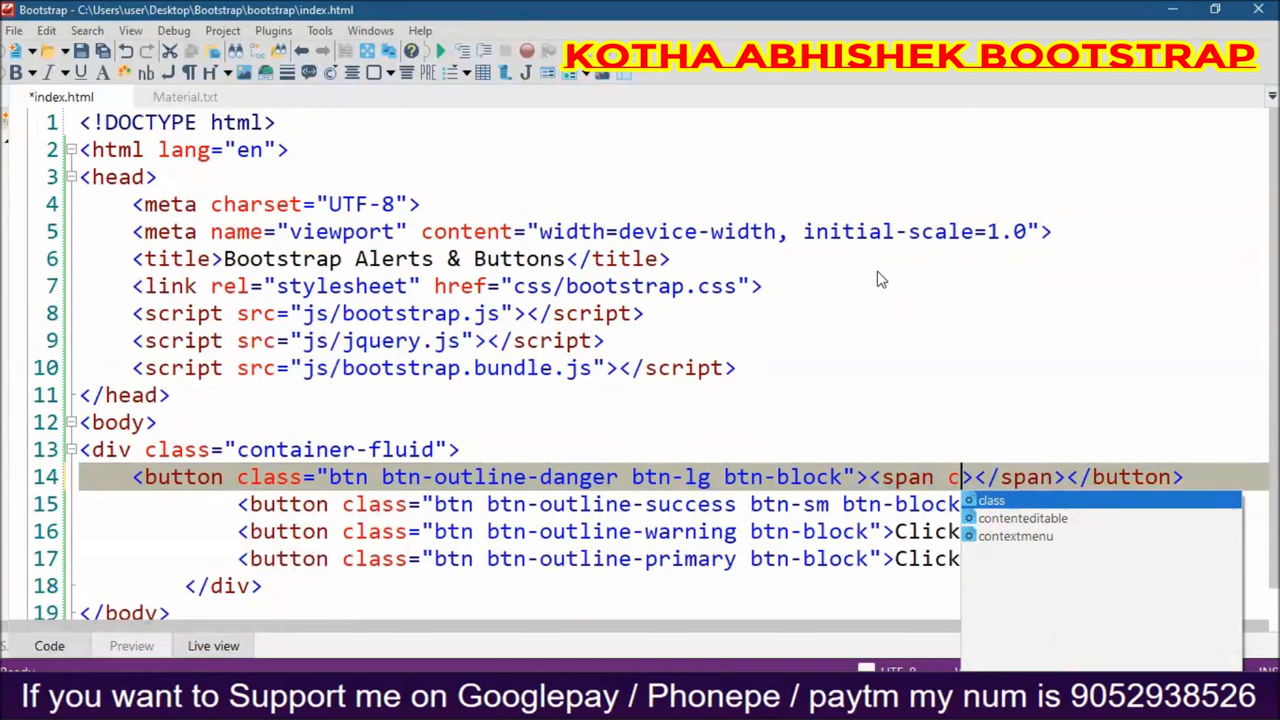 Bootstrap - C:\Users\user\Desktop\Bootstrap\bootstrap\index.html
File Edit Search View Debug Project Plugins Tools Windows Help
KOTHA ABHISHEK BOOTSTRAP
*index.html Material.txt
1 <!DOCTYPE html>
2 <html lang="en">
3 <head>
4 <meta charset="UTF-8">
5 <meta name="viewport" content="width=device-width, initial-scale=1.0">
6 <title>Bootstrap Alerts & Buttons</title>
7 <link rel="stylesheet" href="css/bootstrap.css">
8 <script src="js/bootstrap.js"></script>
9 <script src="js/jquery.js"></script>
10 <script src="js/bootstrap.bundle.js"></script>
11 </head>
12 <body>
13 <div class="container-fluid">
14 <button class="btn btn-outline-danger btn-lg btn-block"><span c></span></button>
15 <button class="btn btn-outline-success btn-sm btn-block
16 <button class="btn btn-outline-warning btn-block">Click
17 <button class="btn btn-outline-primary btn-block">Click
18 </div>
19 </body>
class
contenteditable
contextmenu
Code Preview Live view
If you want to Support me on Googlepay / Phonepe / paytm my num is 9052938526